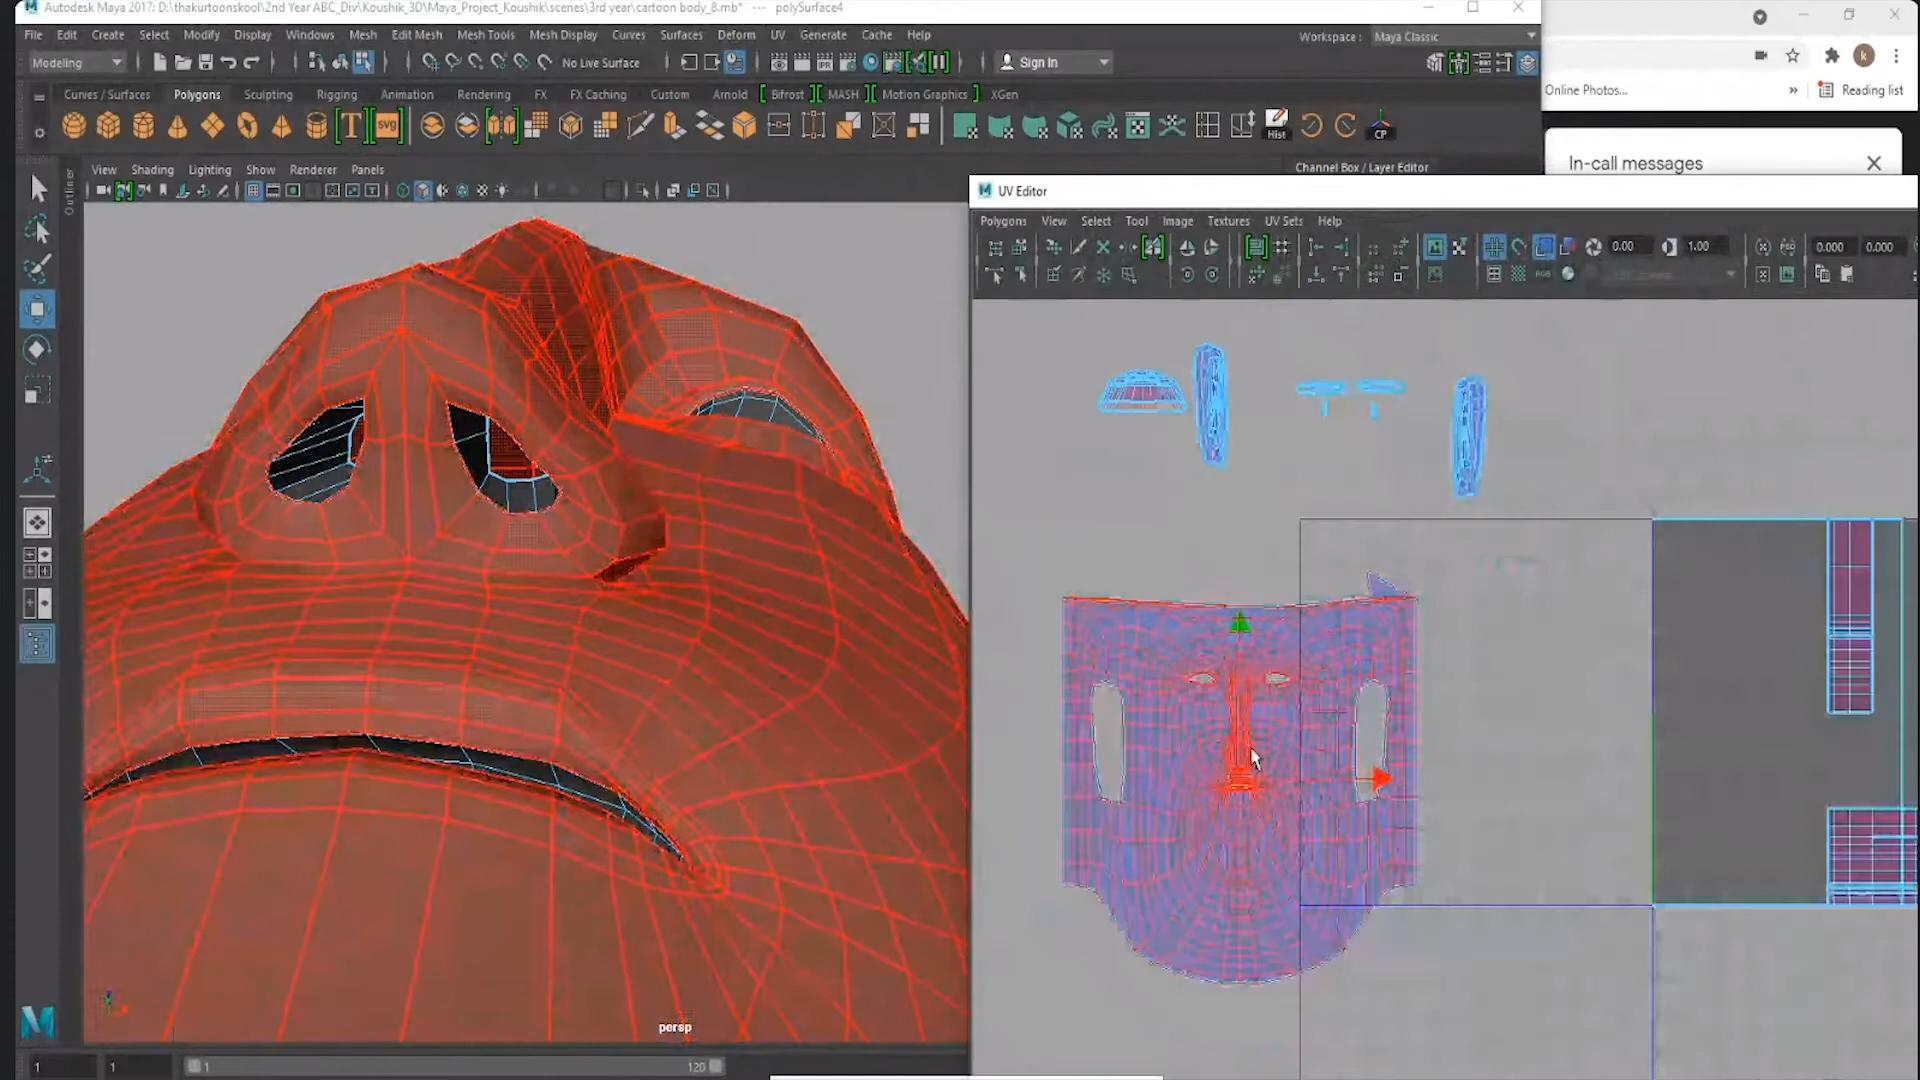 Autodesk Maya 2017: D:\thakurtoonskool\2nd Year ABC_Div\Koushik_3D\Maya_Project_Koushik\scenes\3rd year\cartoon body_8.mb* --- polySurface4
File Edit Create Select Modify Display Windows Mesh Edit Mesh Mesh Tools Mesh Display Curves Surfaces Deform UV Generate Cache Help
Workspace : Maya Classic
Modeling
No Live Surface
Sign In
k
Online Photos...
»
Reading list
Curves / Surfaces Polygons Sculpting Rigging Animation Rendering FX FX Caching Custom Arnold Bifrost MASH Motion Graphics XGen
T
svg
Hist
CP
In-call messages
View Shading Lighting Show Renderer Panels
Channel Box / Layer Editor
Outliner
UV Editor
Polygons View Select Tool Image Textures UV Sets Help
0.00 1.00 0.000 0.000
RGB
persp
1 1 1 120